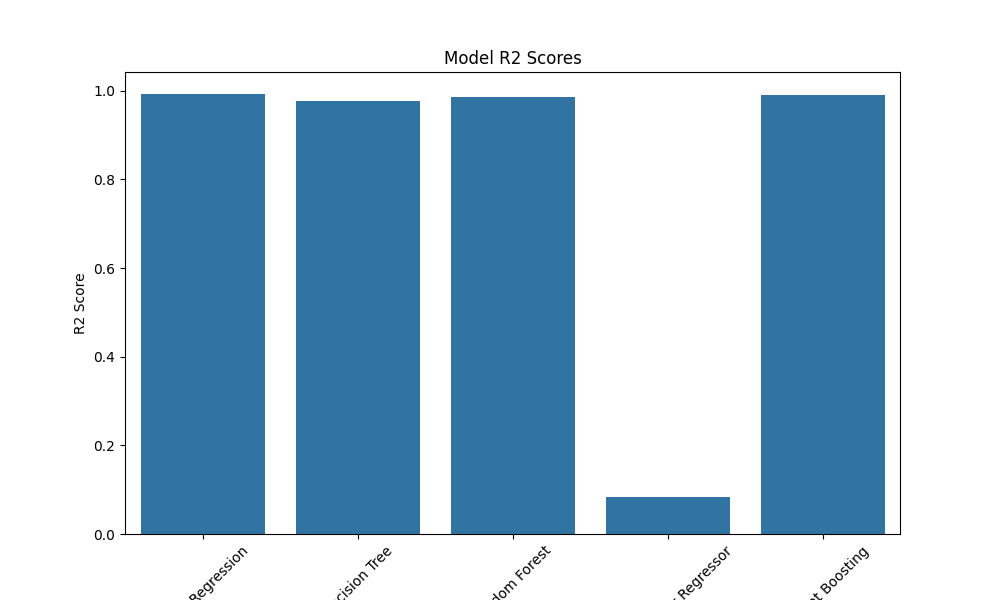 Model R2 Scores
R2 Score
1.0
0.8
0.6
0.4
0.2
0.0
Regression
cision Tree
dom Forest
Regressor
t Boosting